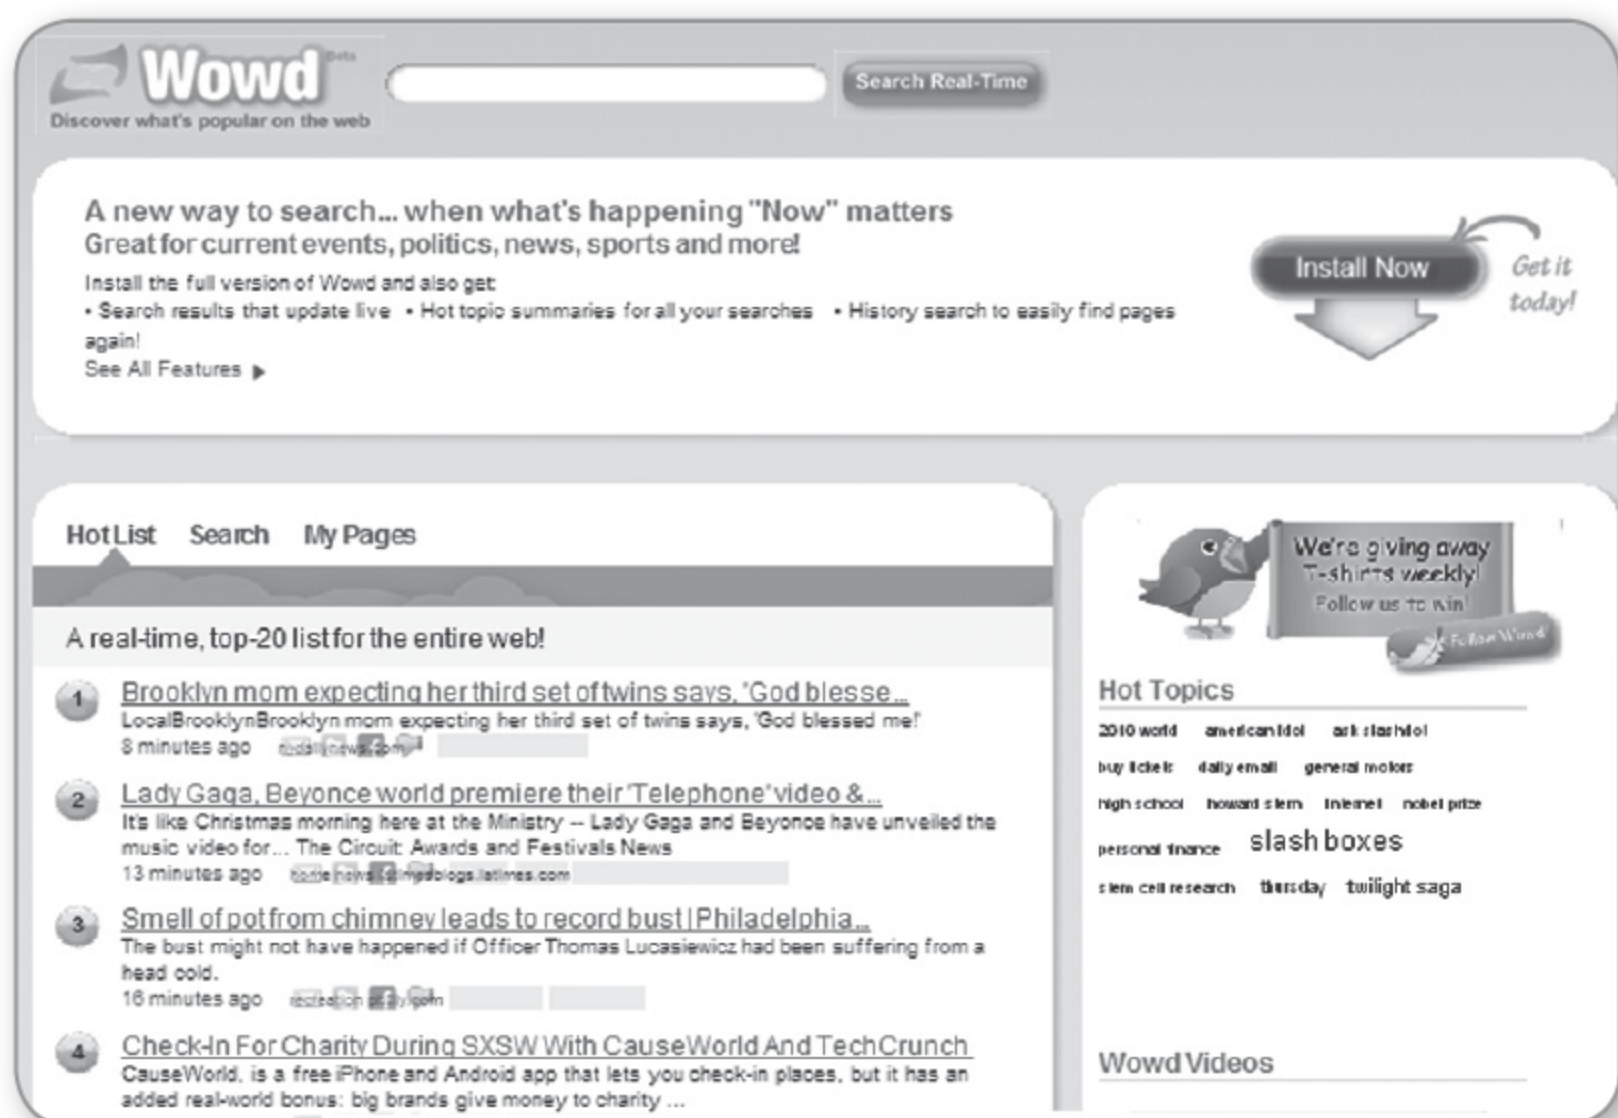 Wowd Beta
Search Real-Time
Discover what's popular on the web
A new way to search... when what's happening "Now" matters
Great for current events, politics, news, sports and more!
Install the full version of Wowd and also get:
• Search results that update live • Hot topic summaries for all your searches • History search to easily find pages
again!
See All Features
Install Now
Get it
today!
Hot List Search My Pages
A real-time, top-20 list for the entire web!
1 Brooklyn mom expecting her third set of twins says, 'God blesse...
LocalBrooklynBrooklyn mom expecting her third set of twins says, 'God blessed me!'
8 minutes ago
2 Lady Gaga, Beyonce world premiere their 'Telephone' video &...
It's like Christmas morning here at the Ministry -- Lady Gaga and Beyonce have unveiled the
music video for... The Circuit: Awards and Festivals News
13 minutes ago
3 Smell of pot from chimney leads to record bust | Philadelphia...
The bust might not have happened if Officer Thomas Lucasiewicz had been suffering from a
head cold.
16 minutes ago
4 Check-In For Charity During SXSW With CauseWorld And TechCrunch
CauseWorld, is a free iPhone and Android app that lets you check-in places, but it has an
added real-world bonus: big brands give money to charity ...
We're giving away
T-shirts weekly!
Follow us to win!
Follow Wowd!
Hot Topics
2010 world american idol ask slashdot
buy tickets daily email general motors
high school howard stern internet nobel prize
personal finance slash boxes
stem cell research thursday twilight saga
Wowd Videos